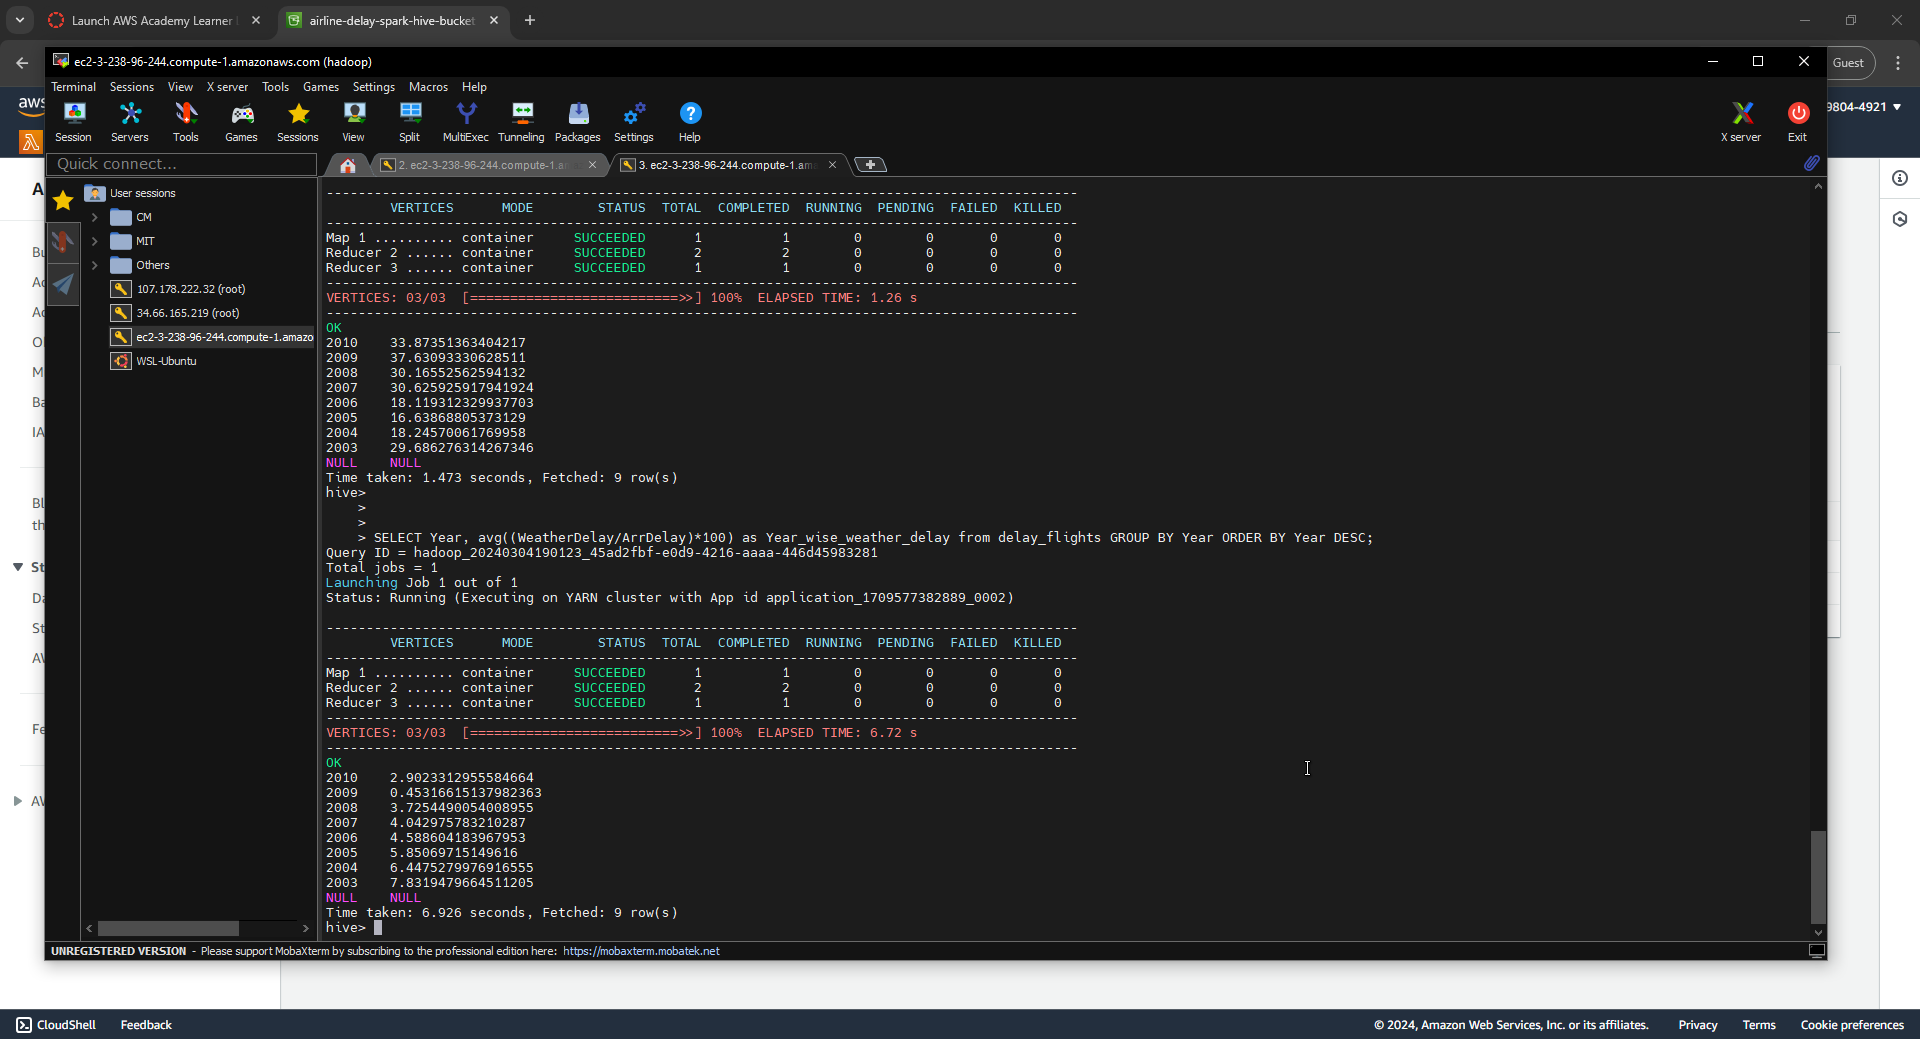 Launch AWS Academy Learner
airline-delay-spark-hive-bucket
Guest
aws
9804-4921
ec2-3-238-96-244.compute-1.amazonaws.com (hadoop)
Terminal Sessions View X server Tools Games Settings Macros Help
Session Servers Tools Games Sessions View Split MultiExec Tunneling Packages Settings Help X server Exit
Quick connect...
2. ec2-3-238-96-244.compute-1.am
3. ec2-3-238-96-244.compute-1.ama
User sessions
CM
MIT
Others
107.178.222.32 (root)
34.66.165.219 (root)
ec2-3-238-96-244.compute-1.amazo
WSL-Ubuntu
A
Bu
Ac
Ac
Ol
M
Ba
IA
Bl
th
St
Da
St
AW
Fe
AW
--------------------------------------------------------------------------------------
VERTICES MODE STATUS TOTAL COMPLETED RUNNING PENDING FAILED KILLED
--------------------------------------------------------------------------------------
Map 1 .......... container SUCCEEDED 1 1 0 0 0 0
Reducer 2 ...... container SUCCEEDED 2 2 0 0 0 0
Reducer 3 ...... container SUCCEEDED 1 1 0 0 0 0
--------------------------------------------------------------------------------------
VERTICES: 03/03 [==========================>>] 100% ELAPSED TIME: 1.26 s
--------------------------------------------------------------------------------------
OK
2010 33.87351363404217
2009 37.63093330628511
2008 30.16552562594132
2007 30.625925917941924
2006 18.119312329937703
2005 16.63868805373129
2004 18.24570061769958
2003 29.686276314267346
NULL NULL
Time taken: 1.473 seconds, Fetched: 9 row(s)
hive>
>
>
> SELECT Year, avg((WeatherDelay/ArrDelay)*100) as Year_wise_weather_delay from delay_flights GROUP BY Year ORDER BY Year DESC;
Query ID = hadoop_20240304190123_45ad2fbf-e0d9-4216-aaaa-446d45983281
Total jobs = 1
Launching Job 1 out of 1
Status: Running (Executing on YARN cluster with App id application_1709577382889_0002)
--------------------------------------------------------------------------------------
VERTICES MODE STATUS TOTAL COMPLETED RUNNING PENDING FAILED KILLED
--------------------------------------------------------------------------------------
Map 1 .......... container SUCCEEDED 1 1 0 0 0 0
Reducer 2 ...... container SUCCEEDED 2 2 0 0 0 0
Reducer 3 ...... container SUCCEEDED 1 1 0 0 0 0
--------------------------------------------------------------------------------------
VERTICES: 03/03 [==========================>>] 100% ELAPSED TIME: 6.72 s
--------------------------------------------------------------------------------------
OK
2010 2.9023312955584664
2009 0.45316615137982363
2008 3.7254490054008955
2007 4.042975783210287
2006 4.588604183967953
2005 5.85069715149616
2004 6.4475279976916555
2003 7.8319479664511205
NULL NULL
Time taken: 6.926 seconds, Fetched: 9 row(s)
hive>
UNREGISTERED VERSION - Please support MobaXterm by subscribing to the professional edition here: https://mobaxterm.mobatek.net
CloudShell Feedback © 2024, Amazon Web Services, Inc. or its affiliates. Privacy Terms Cookie preferences